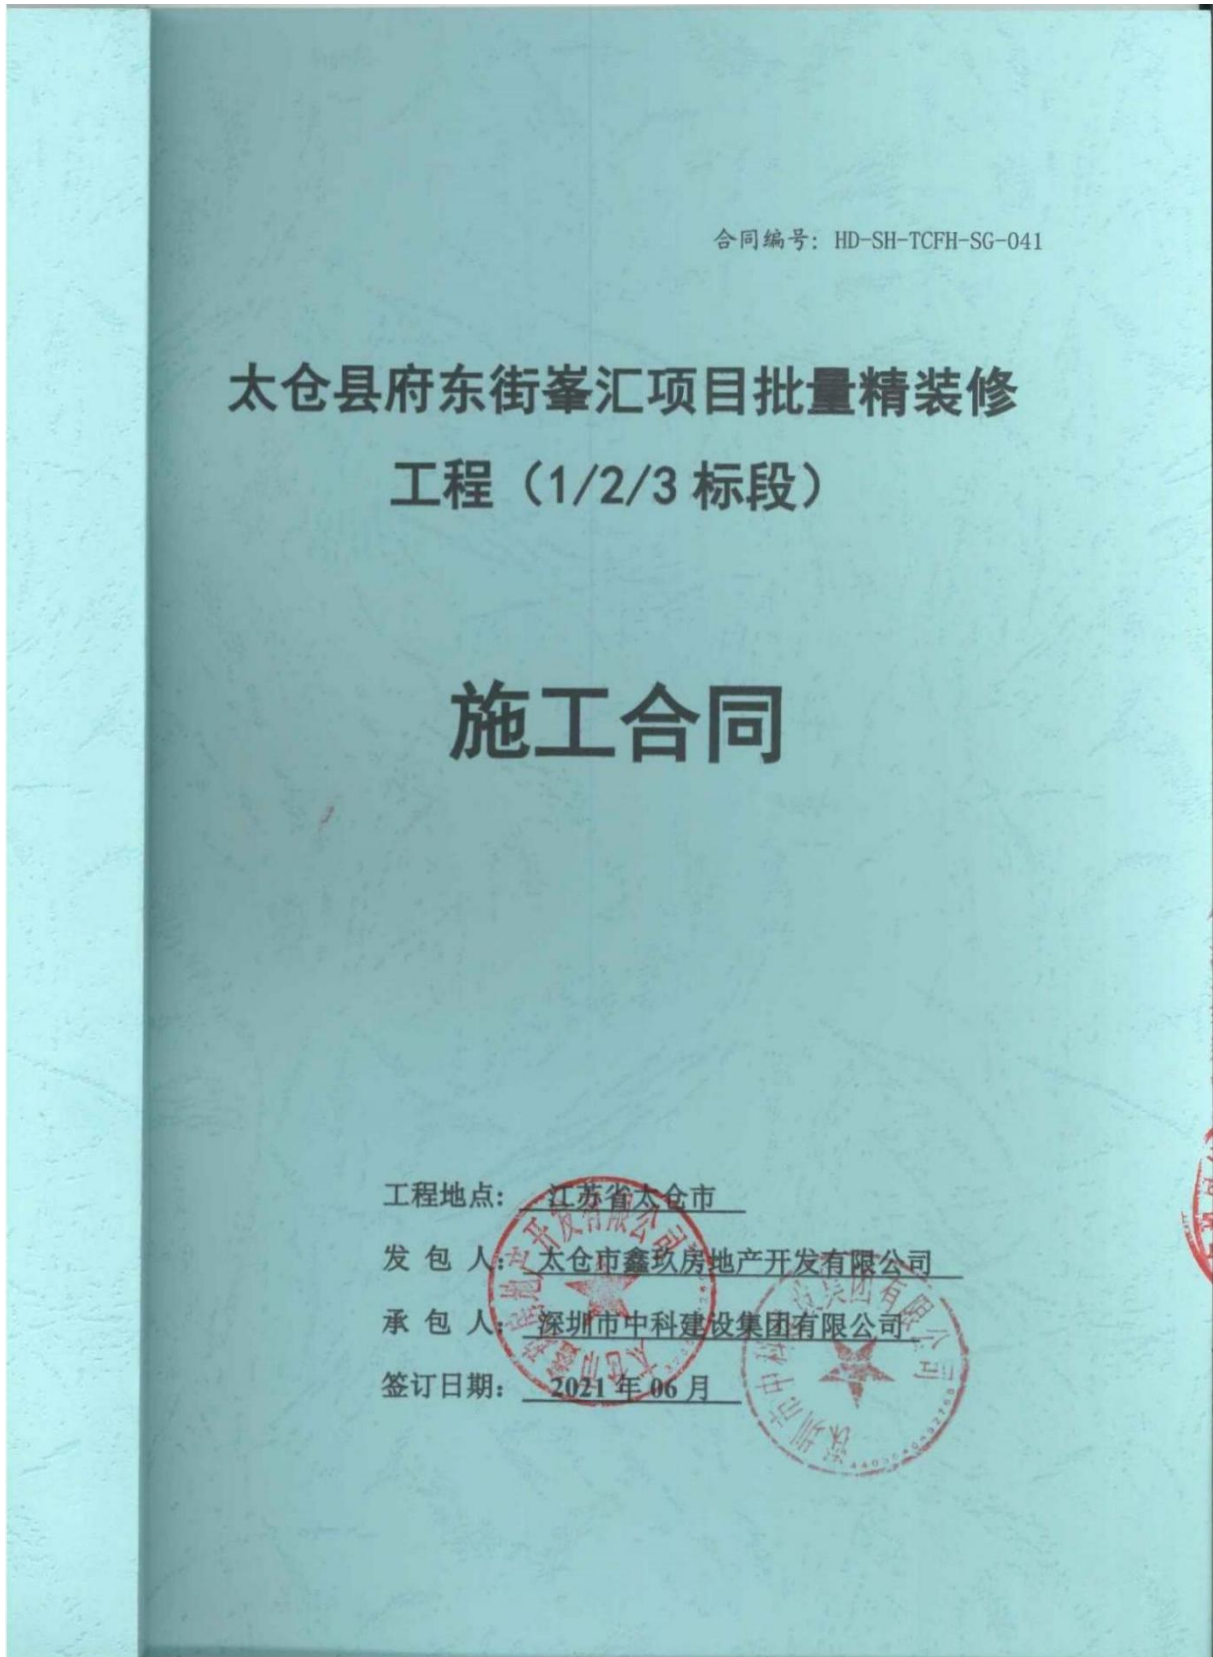 合同编号：HD-SH-TCFH-SG-041
太仓县府东街峯汇项目批量精装修
工程（1/2/3 标段）
施工合同
工程地点：江苏省太仓市
发 包 人：太仓市鑫玖房地产开发有限公司
承 包 人：深圳市中科建设集团有限公司
签订日期：2021 年 06 月